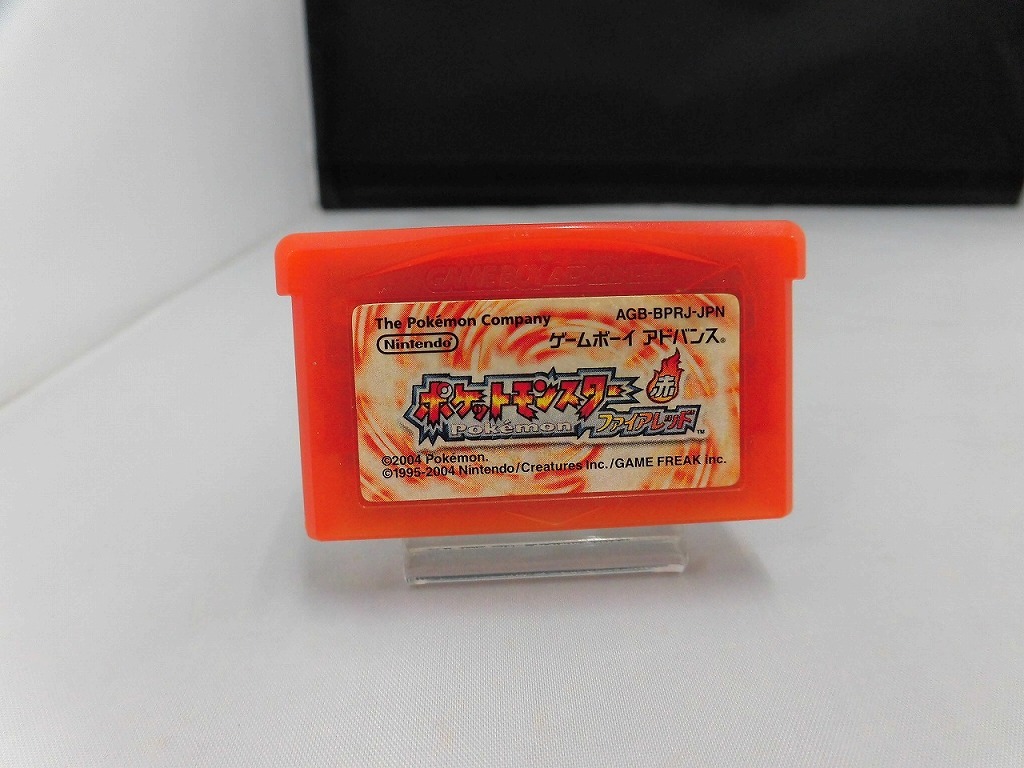 GAME BOY ADVANCE
The Pokémon Company
AGB-BPRJ-JPN
Nintendo®
ゲームボーイ アドバンス®
ポケットモンスター
赤
Pokémon
ファイアレッド™
©2004 Pokémon.
©1995-2004 Nintendo/Creatures inc./GAME FREAK inc.